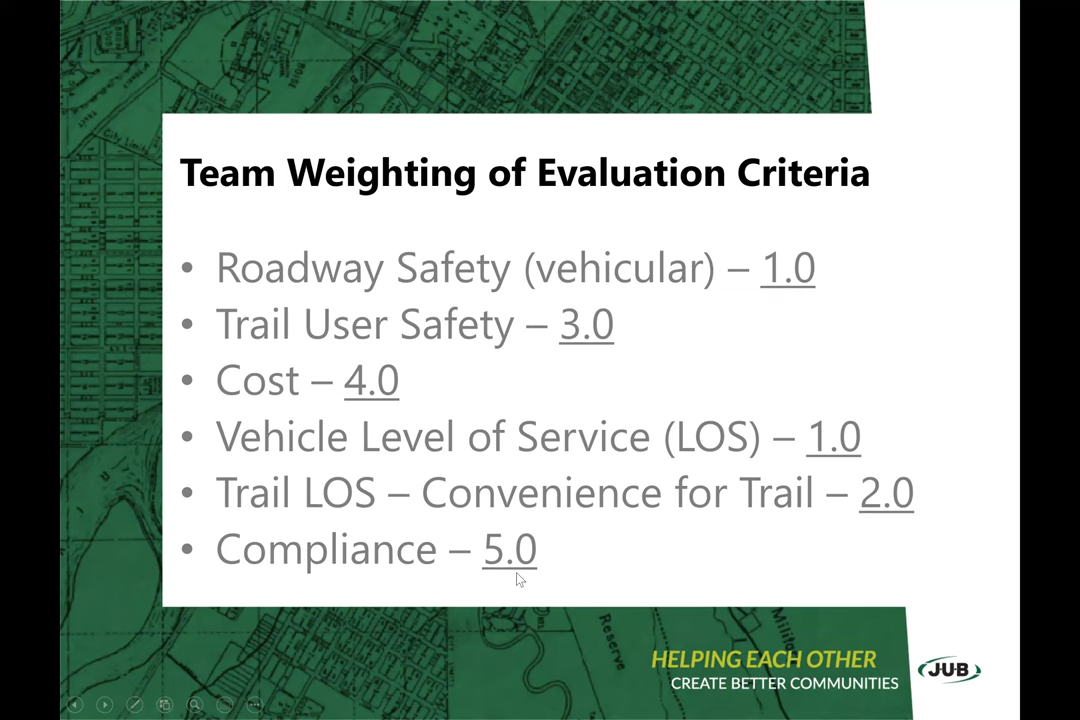 Team Weighting of Evaluation Criteria
• Roadway Safety (vehicular) – 1.0
• Trail User Safety – 3.0
• Cost – 4.0
• Vehicle Level of Service (LOS) – 1.0
• Trail LOS – Convenience for Trail – 2.0
• Compliance – 5.0
Reserve
HELPING EACH OTHER
CREATE BETTER COMMUNITIES
JUB